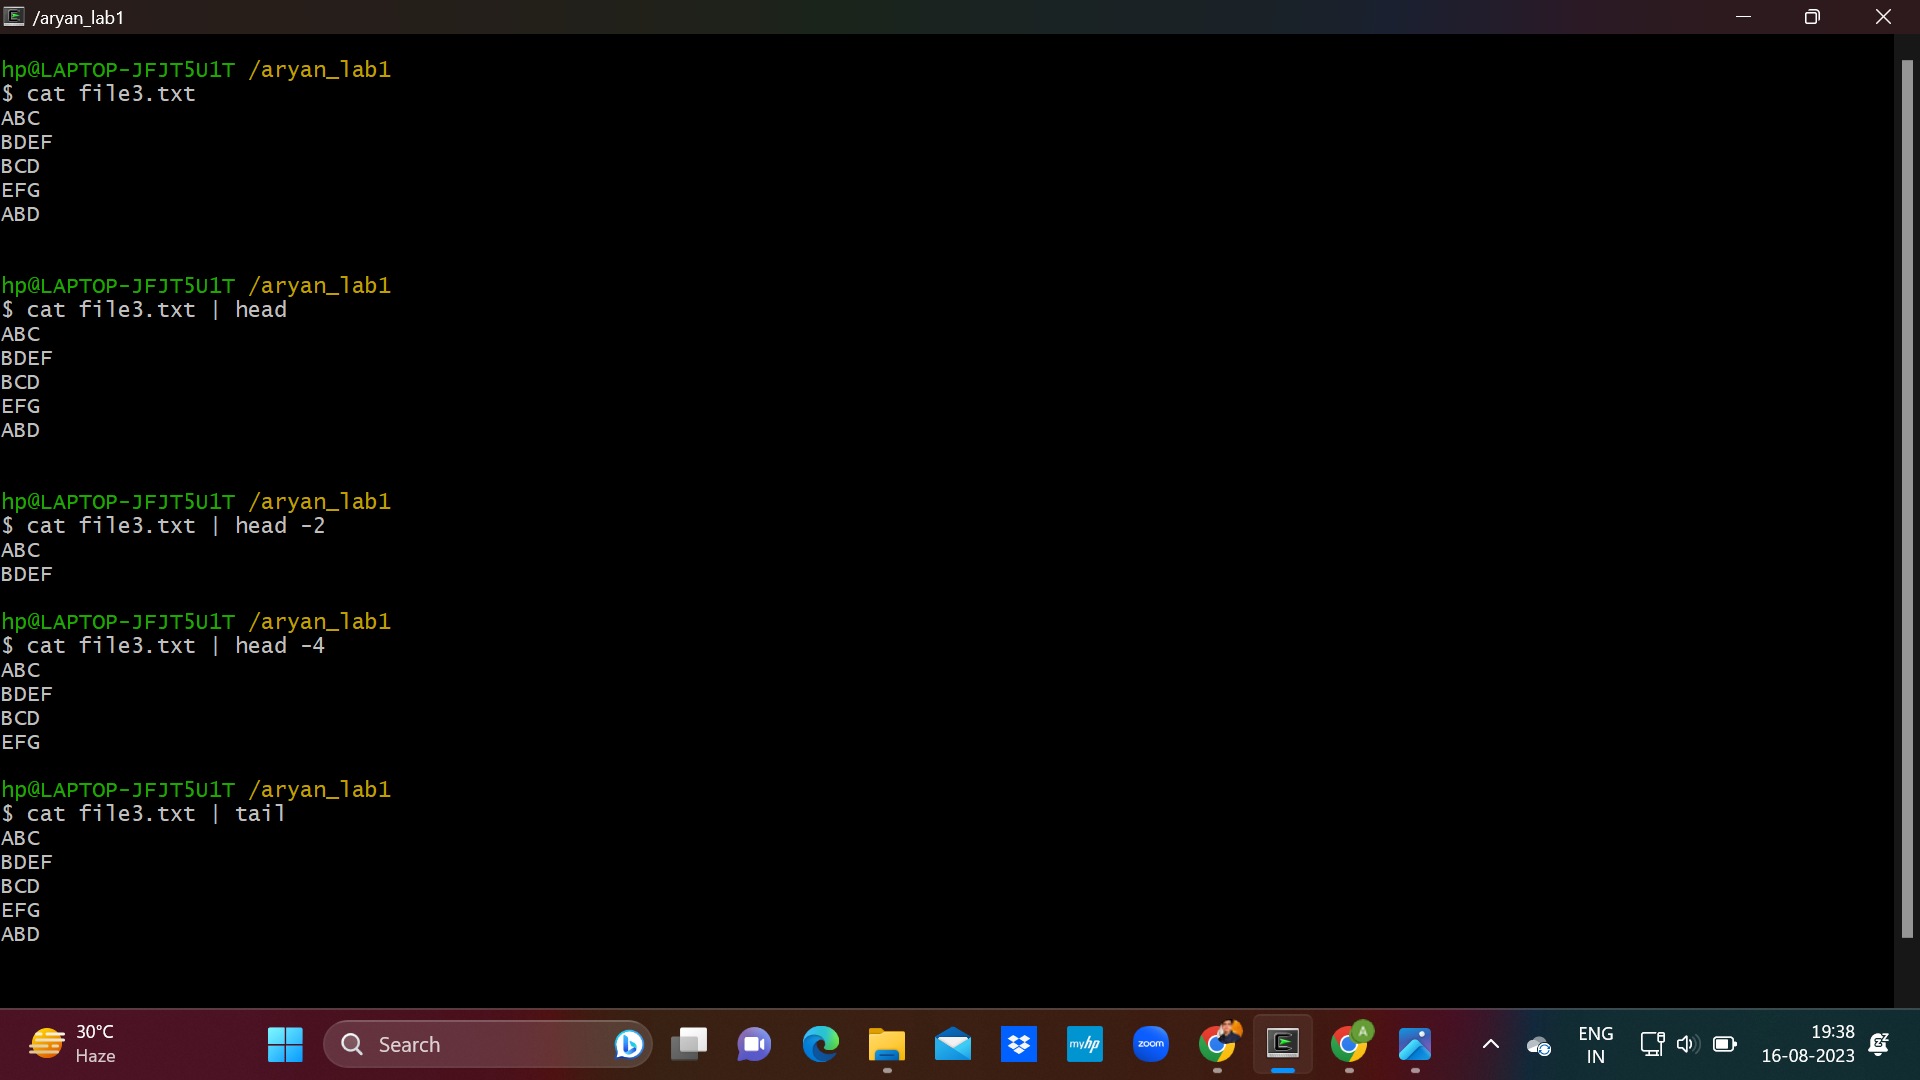 /aryan_lab1
hp@LAPTOP-JFJT5U1T /aryan_lab1
$ cat file3.txt
ABC
BDEF
BCD
EFG
ABD
hp@LAPTOP-JFJT5U1T /aryan_lab1
$ cat file3.txt | head
ABC
BDEF
BCD
EFG
ABD
hp@LAPTOP-JFJT5U1T /aryan_lab1
$ cat file3.txt | head -2
ABC
BDEF
hp@LAPTOP-JFJT5U1T /aryan_lab1
$ cat file3.txt | head -4
ABC
BDEF
BCD
EFG
hp@LAPTOP-JFJT5U1T /aryan_lab1
$ cat file3.txt | tail
ABC
BDEF
BCD
EFG
ABD
30°C
Haze
Search
myhp
zoom
A
ENG
IN
19:38
16-08-2023